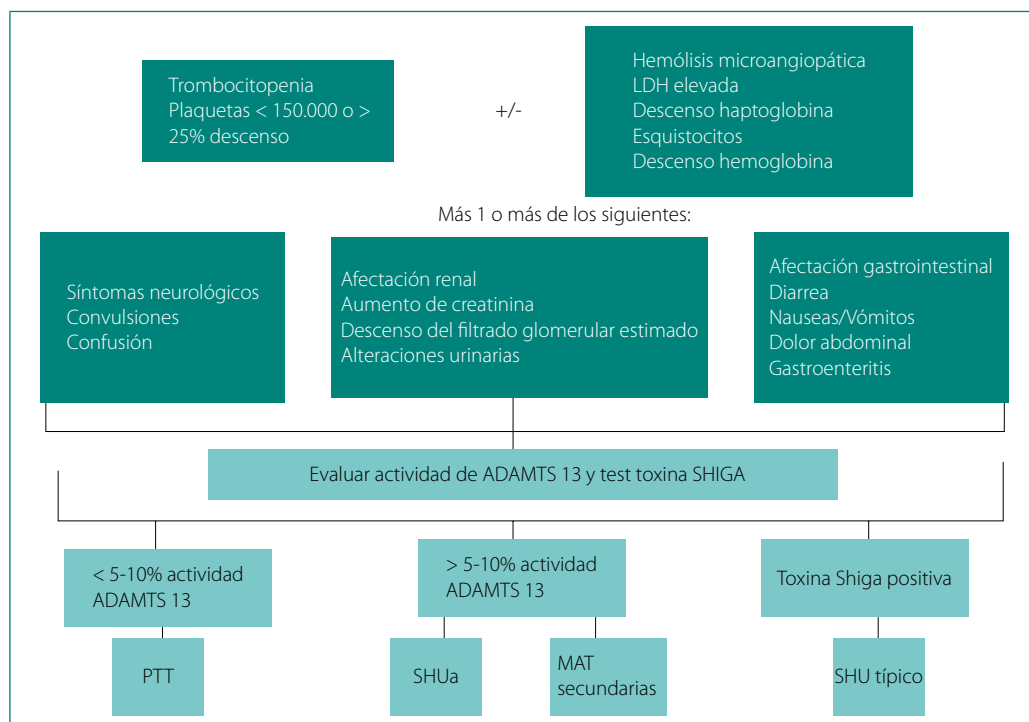 Trombocitopenia
Plaquetas < 150.000 o >
25% descenso
+/-
Hemólisis microangiopática
LDH elevada
Descenso haptoglobina
Esquistocitos
Descenso hemoglobina
Más 1 o más de los siguientes:
Síntomas neurológicos
Convulsiones
Confusión
Afectación renal
Aumento de creatinina
Descenso del filtrado glomerular estimado
Alteraciones urinarias
Afectación gastrointestinal
Diarrea
Nauseas/Vómitos
Dolor abdominal
Gastroenteritis
Evaluar actividad de ADAMTS 13 y test toxina SHIGA
< 5-10% actividad
ADAMTS 13
> 5-10% actividad
ADAMTS 13
Toxina Shiga positiva
PTT
SHUa
MAT
secundarias
SHU típico